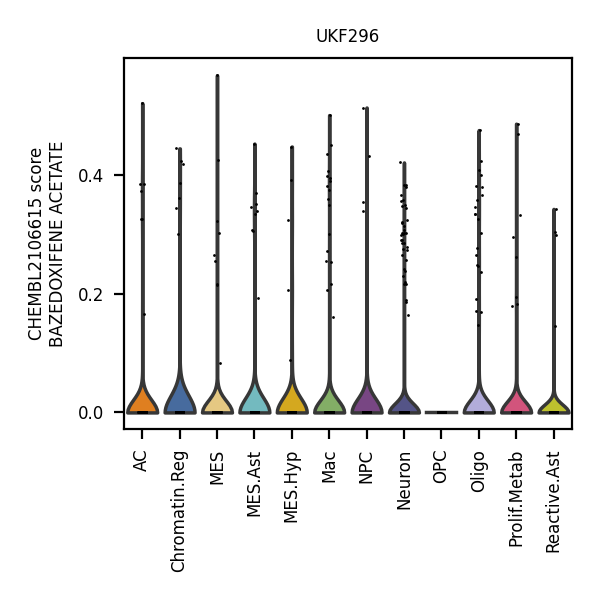 UKF296
CHEMBL2106615 score
BAZEDOXIFENE ACETATE
0.4
0.2
0.0
AC
Chromatin.Reg
MES
MES.Ast
MES.Hyp
Mac
NPC
Neuron
OPC
Oligo
Prolif.Metab
Reactive.Ast